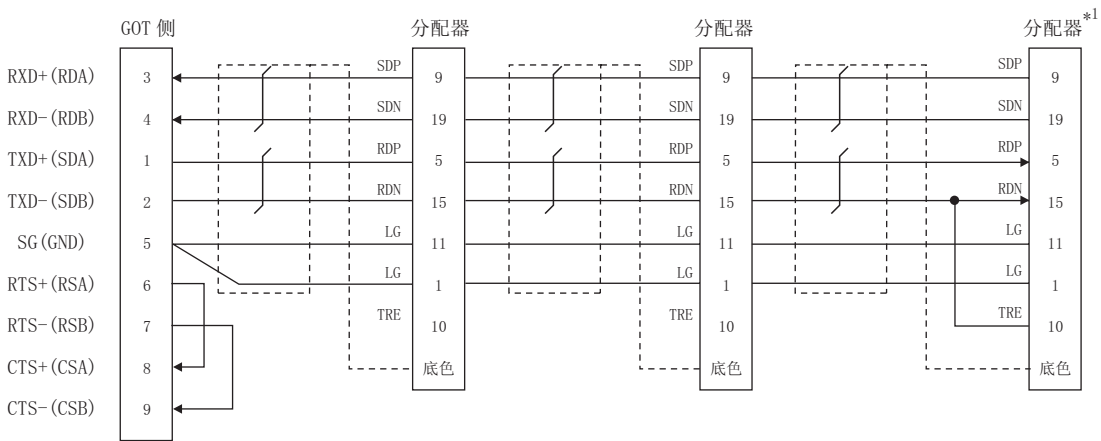 GOT 侧 分配器 分配器 分配器*1
RXD+(RDA) 3 SDP 9 SDP 9 SDP 9
RXD-(RDB) 4 SDN 19 SDN 19 SDN 19
TXD+(SDA) 1 RDP 5 RDP 5 RDP 5
TXD-(SDB) 2 RDN 15 RDN 15 RDN 15
SG(GND) 5 LG 11 LG 11 LG 11
RTS+(RSA) 6 LG 1 LG 1 LG 1
RTS-(RSB) 7 TRE 10 TRE 10 TRE 10
CTS+(CSA) 8 底色 底色 底色
CTS-(CSB) 9